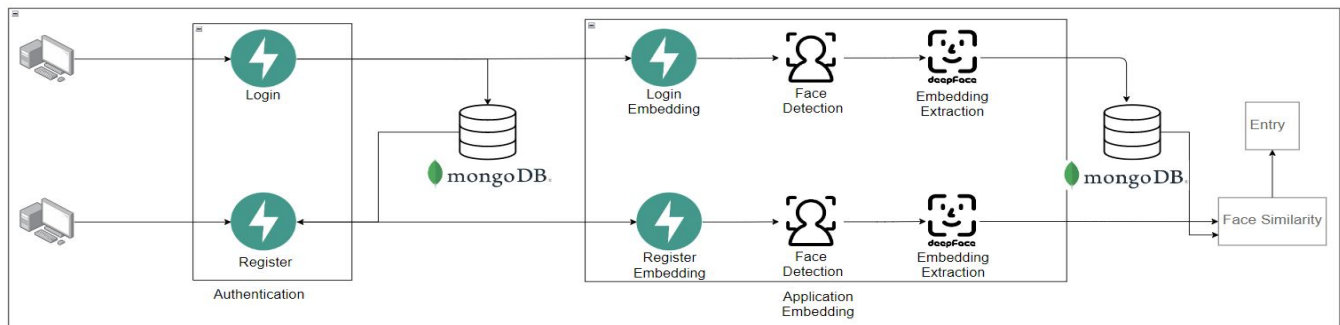 Login
mongoDB.
Register
Authentication
Login
Embedding
Face
Detection
deepFace
Embedding
Extraction
Register
Embedding
Face
Detection
deepFace
Embedding
Extraction
Application
Embedding
mongoDB.
Entry
Face Similarity